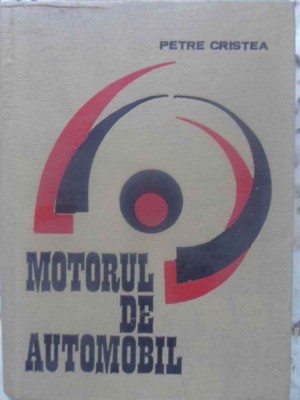 PETRE CRISTEA
MOTORUL
DE
AUTOMOBIL